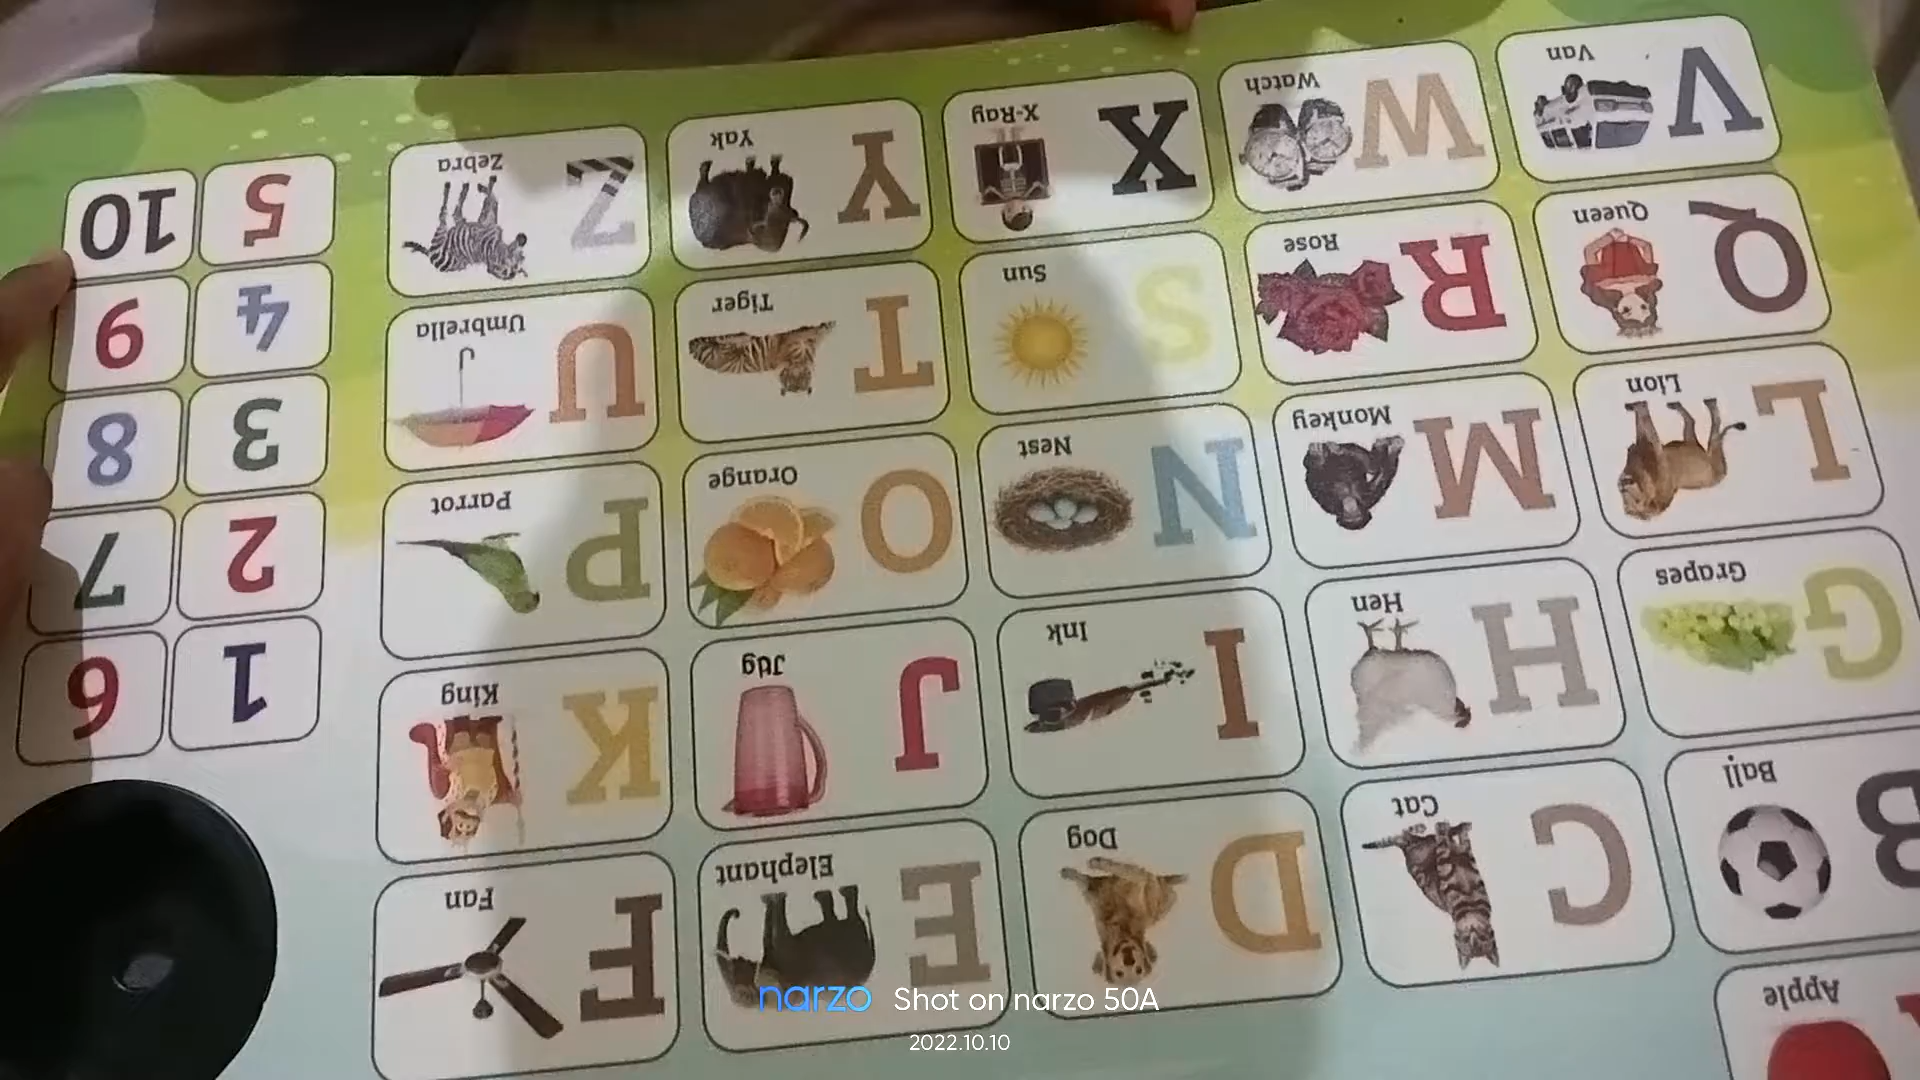 A Apple
B Ball
C Cat
D Dog
E Elephant
F Fan
G Grapes
H Hen
I Ink
J Jug
K King
L Lion
M Monkey
N Nest
O Orange
P Parrot
Q Queen
R Rose
S Sun
T Tiger
U Umbrella
V Van
W Watch
X X-Ray
Y Yak
Z Zebra
1 6
2 7
3 8
4 9
5 10
narzo Shot on narzo 50A
2022.10.10